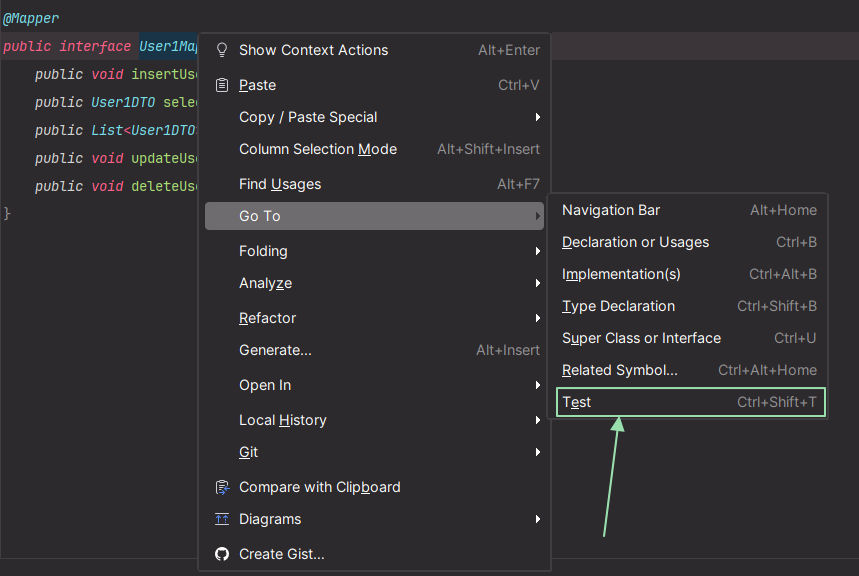 @Mapper
public interface User1Map
public void insertUse
public User1DTO sele
public List<User1DTO
public void updateUse
public void deleteUse
}
Show Context Actions Alt+Enter
Paste Ctrl+V
Copy / Paste Special
Column Selection Mode Alt+Shift+Insert
Find Usages Alt+F7
Go To
Folding
Analyze
Refactor
Generate... Alt+Insert
Open In
Local History
Git
Compare with Clipboard
Diagrams
Create Gist...
Navigation Bar Alt+Home
Declaration or Usages Ctrl+B
Implementation(s) Ctrl+Alt+B
Type Declaration Ctrl+Shift+B
Super Class or Interface Ctrl+U
Related Symbol... Ctrl+Alt+Home
Test Ctrl+Shift+T